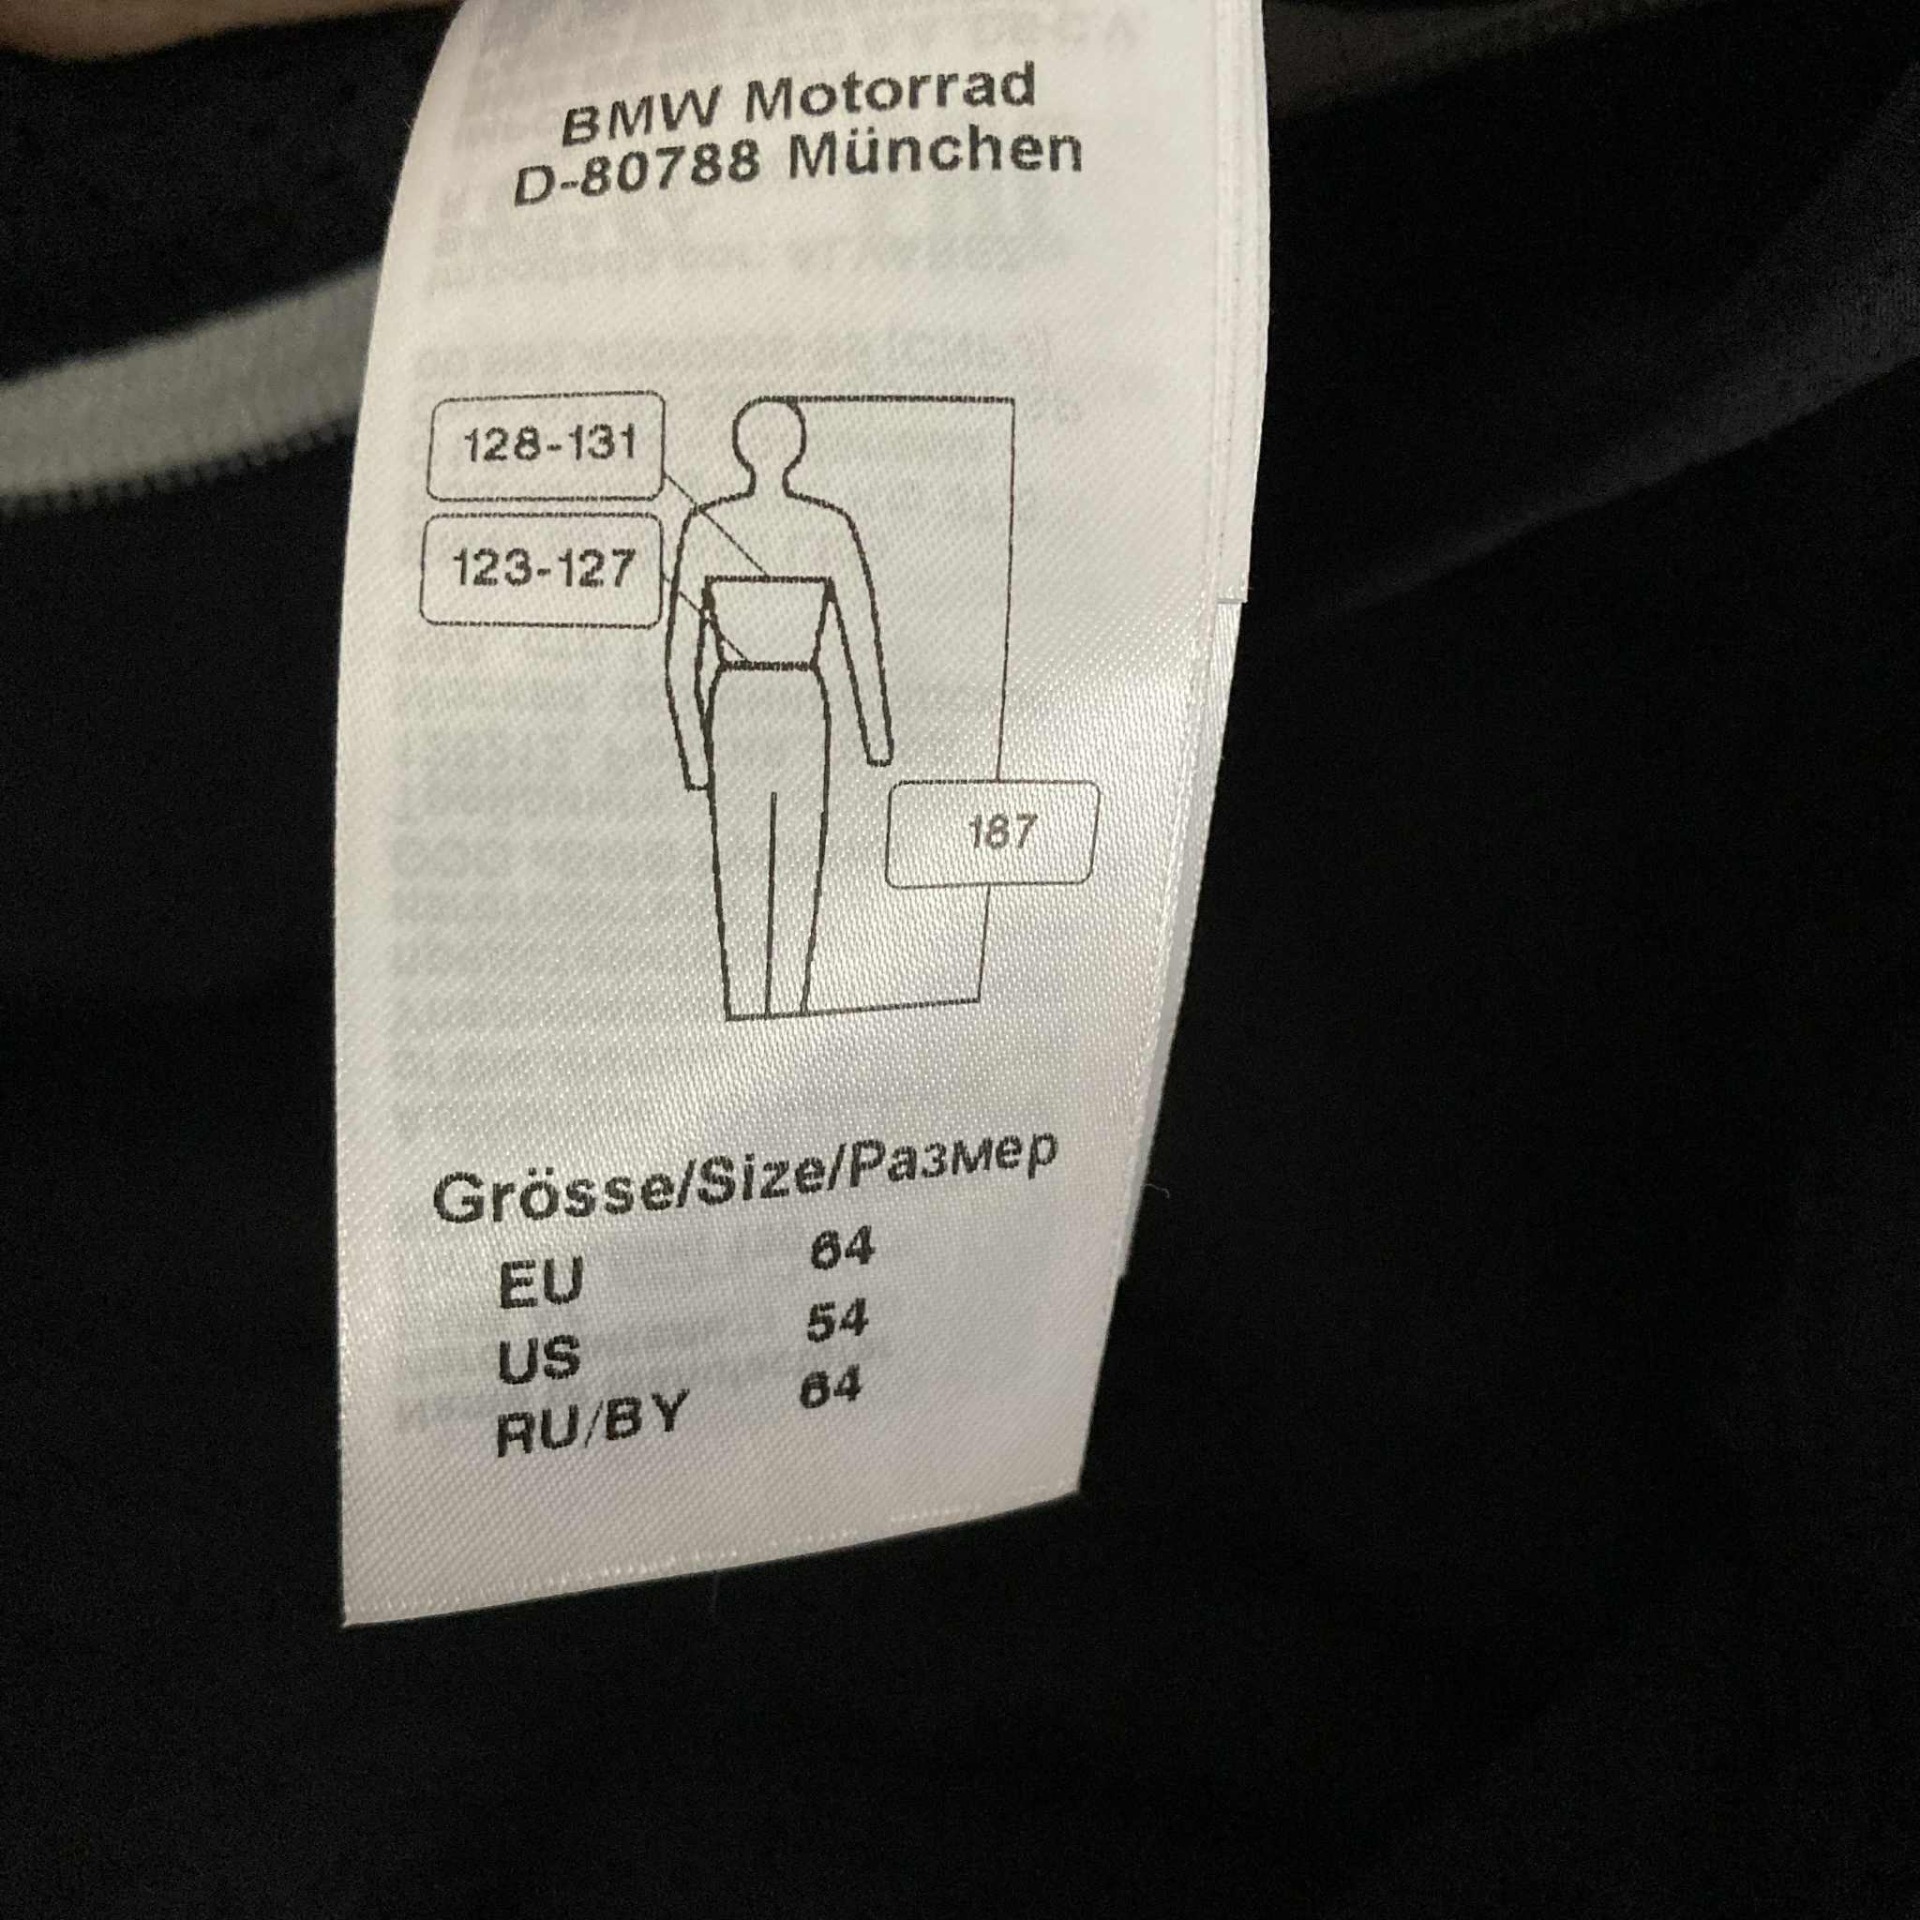 BMW Motorrad
D-80788 München
128-131
123-127
187
Grösse/Size/Размер
EU 64
US 54
RU/BY 64